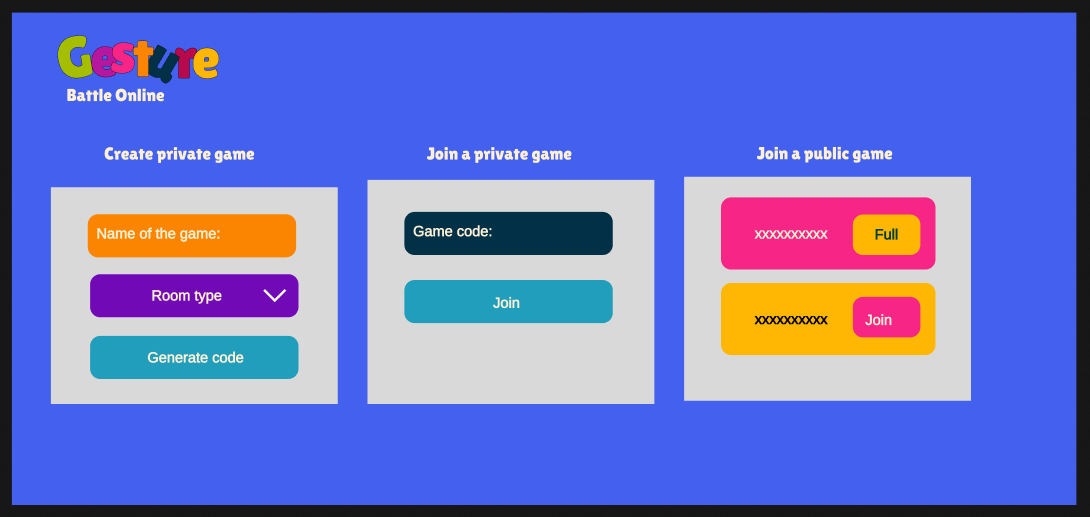 Gesture
Battle Online
Create private game
Name of the game:
Room type
Generate code
Join a private game
Game code:
Join
Join a public game
xxxxxxxxxx
Full
xxxxxxxxxx
Join